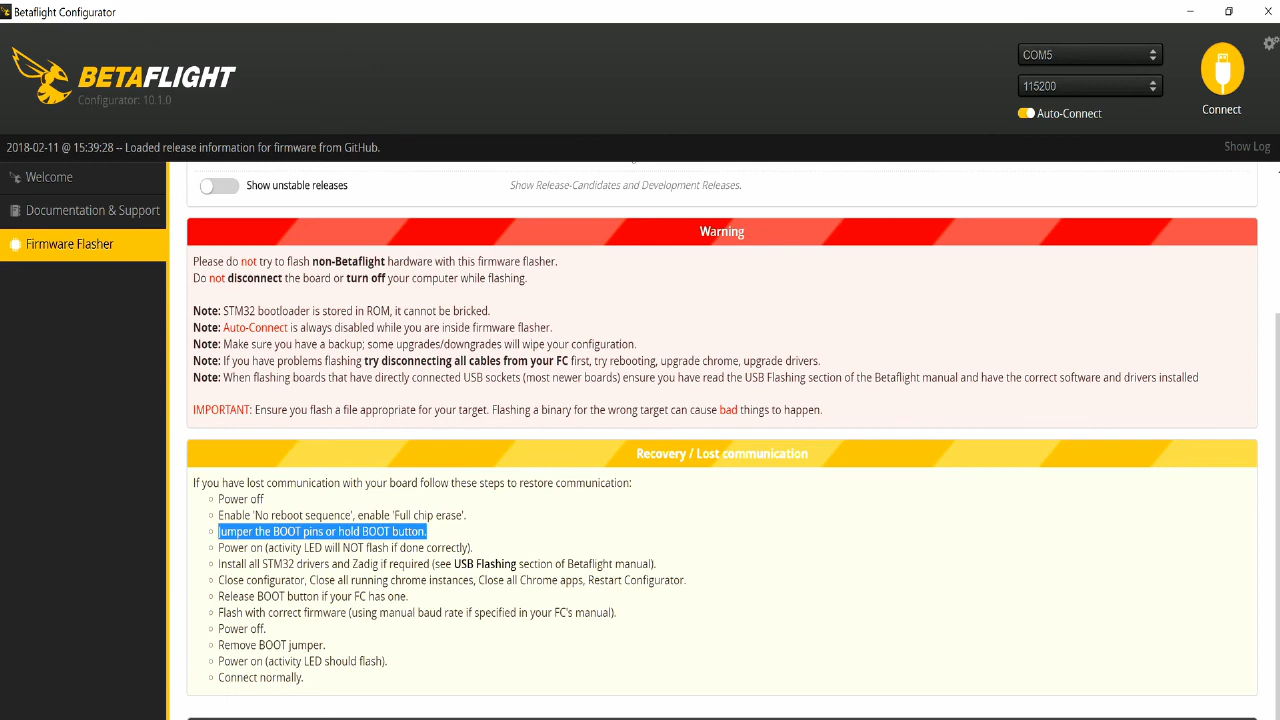 Betaflight Configurator
BETAFLIGHT
Configurator: 10.1.0
COM5
115200
Auto-Connect
Connect
2018-02-11 @ 15:39:28 -- Loaded release information for firmware from GitHub.
Show Log
Welcome
Documentation & Support
Firmware Flasher
Show unstable releases
Show Release-Candidates and Development Releases.
Warning
Please do not try to flash non-Betaflight hardware with this firmware flasher.
Do not disconnect the board or turn off your computer while flashing.
Note: STM32 bootloader is stored in ROM, it cannot be bricked.
Note: Auto-Connect is always disabled while you are inside firmware flasher.
Note: Make sure you have a backup; some upgrades/downgrades will wipe your configuration.
Note: If you have problems flashing try disconnecting all cables from your FC first, try rebooting, upgrade chrome, upgrade drivers.
Note: When flashing boards that have directly connected USB sockets (most newer boards) ensure you have read the USB Flashing section of the Betaflight manual and have the correct software and drivers installed
IMPORTANT: Ensure you flash a file appropriate for your target. Flashing a binary for the wrong target can cause bad things to happen.
Recovery / Lost communication
If you have lost communication with your board follow these steps to restore communication:
Power off
Enable 'No reboot sequence', enable 'Full chip erase'.
Jumper the BOOT pins or hold BOOT button.
Power on (activity LED will NOT flash if done correctly).
Install all STM32 drivers and Zadig if required (see USB Flashing section of Betaflight manual).
Close configurator, Close all running chrome instances, Close all Chrome apps, Restart Configurator.
Release BOOT button if your FC has one.
Flash with correct firmware (using manual baud rate if specified in your FC's manual).
Power off.
Remove BOOT jumper.
Power on (activity LED should flash).
Connect normally.